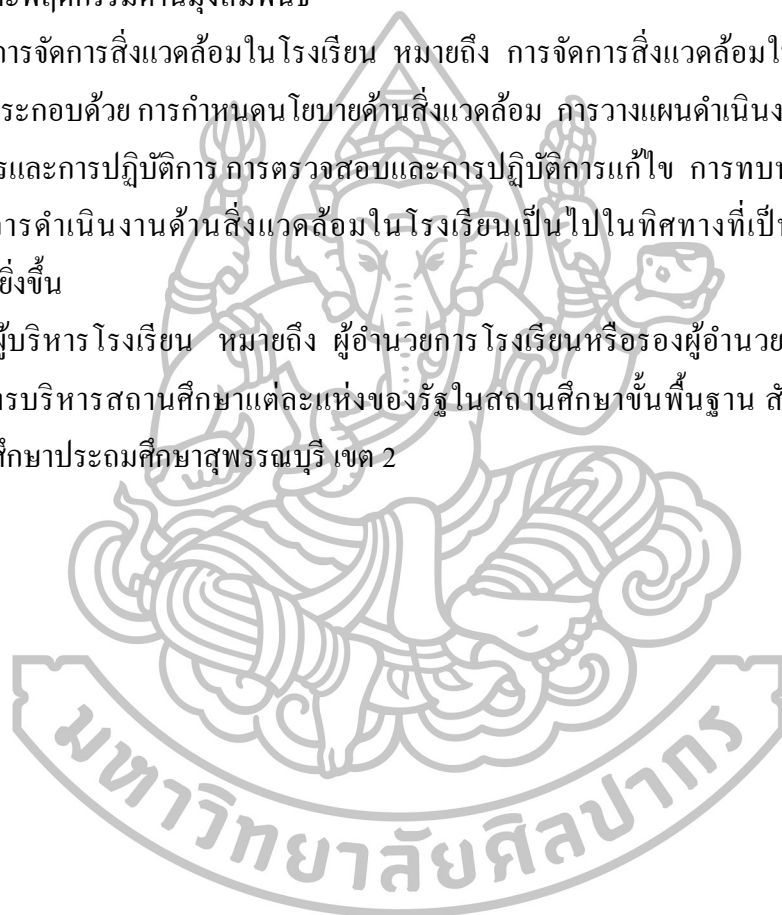 ะพฤติกรรมด้านมุ่งสัมพันธ์
การจัดการสิ่งแวดล้อมในโรงเรียน หมายถึง การจัดการสิ่งแวดล้อมใ
ระกอบด้วย การกำหนดนโยบายด้านสิ่งแวดล้อม การวางแผนดำเนินง
รและการปฏิบัติการ การตรวจสอบและการปฏิบัติการแก้ไข การทบท
ารดำเนินงานด้านสิ่งแวดล้อมในโรงเรียนเป็นไปในทิศทางที่เป็
ยิ่งขึ้น
ผู้บริหารโรงเรียน หมายถึง ผู้อำนวยการโรงเรียนหรือรองผู้อำนวย
ารบริหารสถานศึกษาแต่ละแห่งของรัฐในสถานศึกษาขั้นพื้นฐาน สั
ศึกษาประถมศึกษาสุพรรณบุรี เขต 2
มหาวิทยาลัยศิลปากร